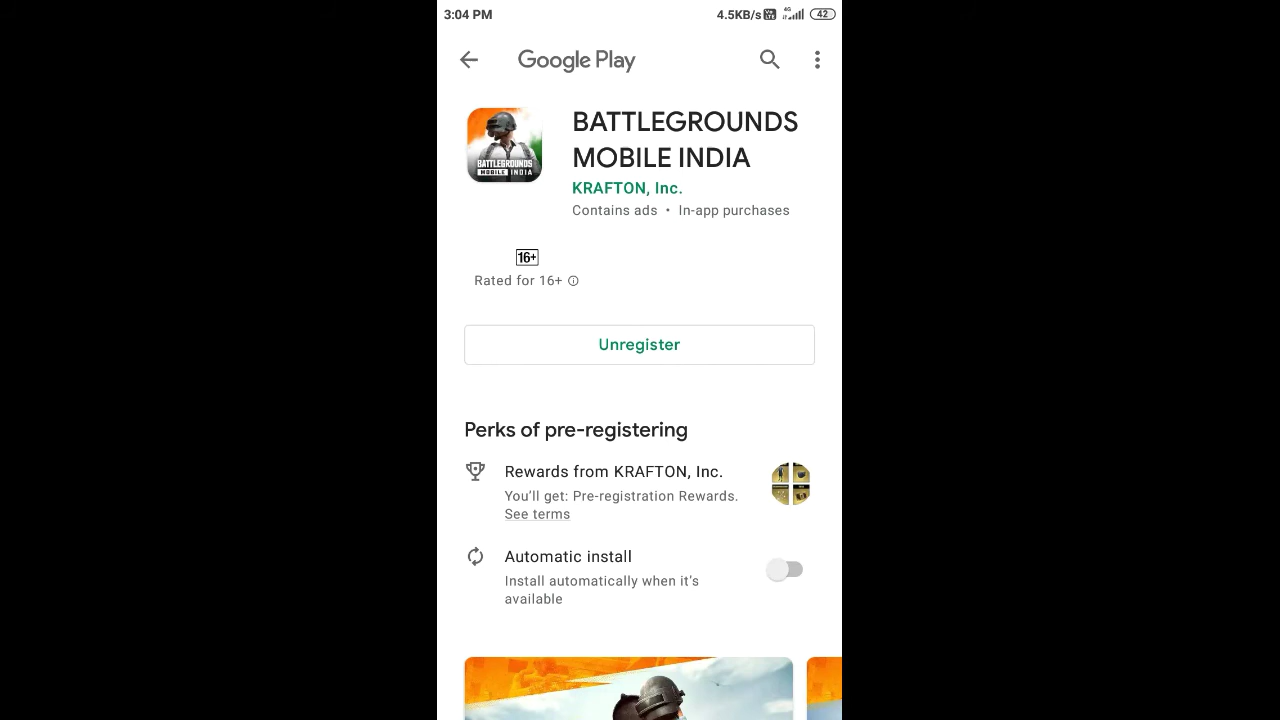 3:04 PM
4.5KB/s
4G
42
Google Play
BATTLEGROUNDS
MOBILE INDIA
KRAFTON, Inc.
Contains ads • In-app purchases
BATTLEGROUNDS
MOBILE INDIA
16+
Rated for 16+
Unregister
Perks of pre-registering
Rewards from KRAFTON, Inc.
You'll get: Pre-registration Rewards.
See terms
Automatic install
Install automatically when it's
available